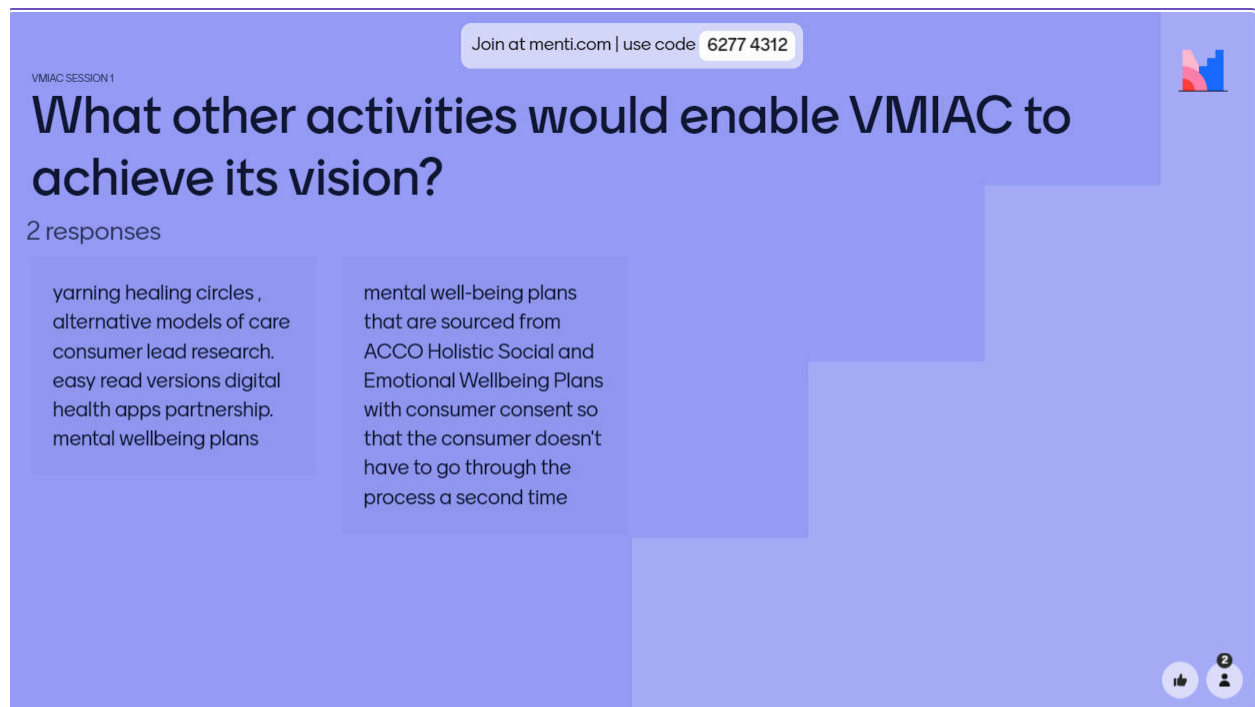 Join at menti.com | use code 6277 4312
VMIAC SESSION 1
What other activities would enable VMIAC to
achieve its vision?
2 responses
yarning healing circles ,
alternative models of care
consumer lead research.
easy read versions digital
health apps partnership.
mental wellbeing plans
mental well-being plans
that are sourced from
ACCO Holistic Social and
Emotional Wellbeing Plans
with consumer consent so
that the consumer doesn't
have to go through the
process a second time
2